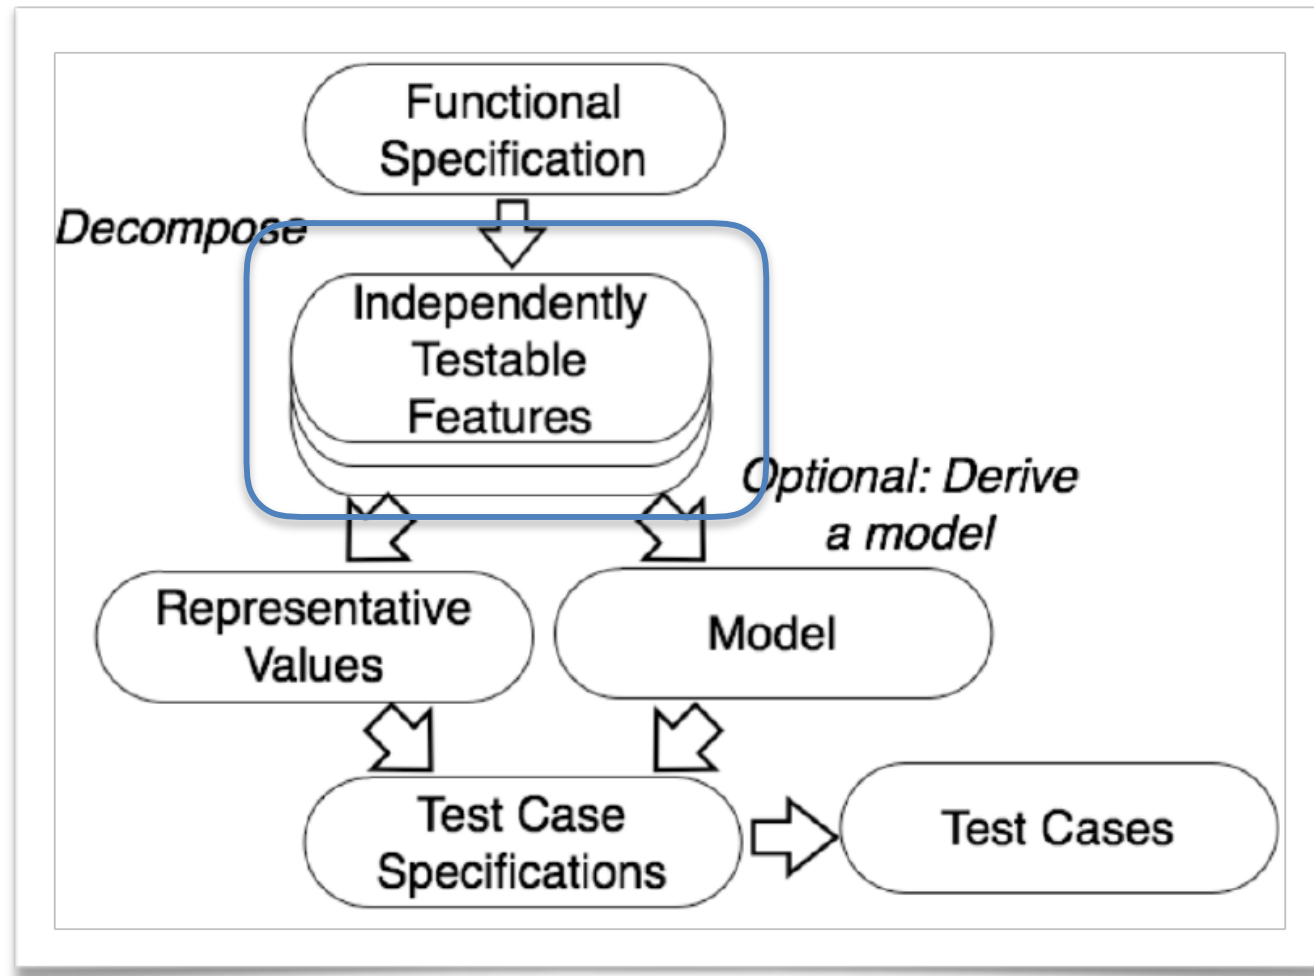 Functional
Specification
Decompose
Independently
Testable
Features
Optional: Derive
a model
Representative
Values
Model
Test Case
Specifications
Test Cases